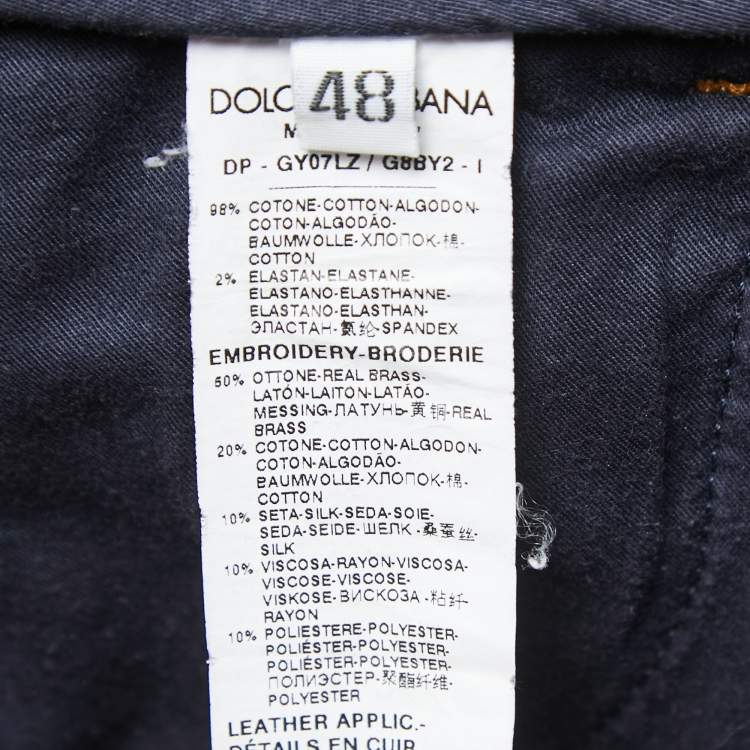 48
DOLC BANA
DP - GY07LZ / G8BY2 - I
98% COTONE-COTTON-ALGODON-
COTON-ALGODÃO-
BAUMWOLLE-ХЛОПОК-棉-
COTTON
2% ELASTAN-ELASTANE-
ELASTANO-ELASTHANNE-
ELASTANO-ELASTHAN-
ЭЛАСТАН-氨纶-SPANDEX
EMBROIDERY-BRODERIE
50% OTTONE-REAL BRASS-
LATÓN-LAITON-LATÃO-
MESSING-ЛАТУНЬ-黄铜-REAL
BRASS
20% COTONE-COTTON-ALGODON-
COTON-ALGODÃO-
BAUMWOLLE-ХЛОПОК-棉-
COTTON
10% SETA-SILK-SEDA-SOIE-
SEDA-SEIDE-ШЕЛК-桑蚕丝-
SILK
10% VISCOSA-RAYON-VISCOSA-
VISCOSE-VISCOSE-
VISKOSE-ВИСКОЗА-粘纤-
RAYON
10% POLIESTERE-POLYESTER-
POLIÉSTER-POLYESTER-
POLIÉSTER-POLYESTER-
ПОЛИЭСТЕР-聚酯纤维-
POLYESTER
LEATHER APPLIC.-
DÉTAILS EN CUIR